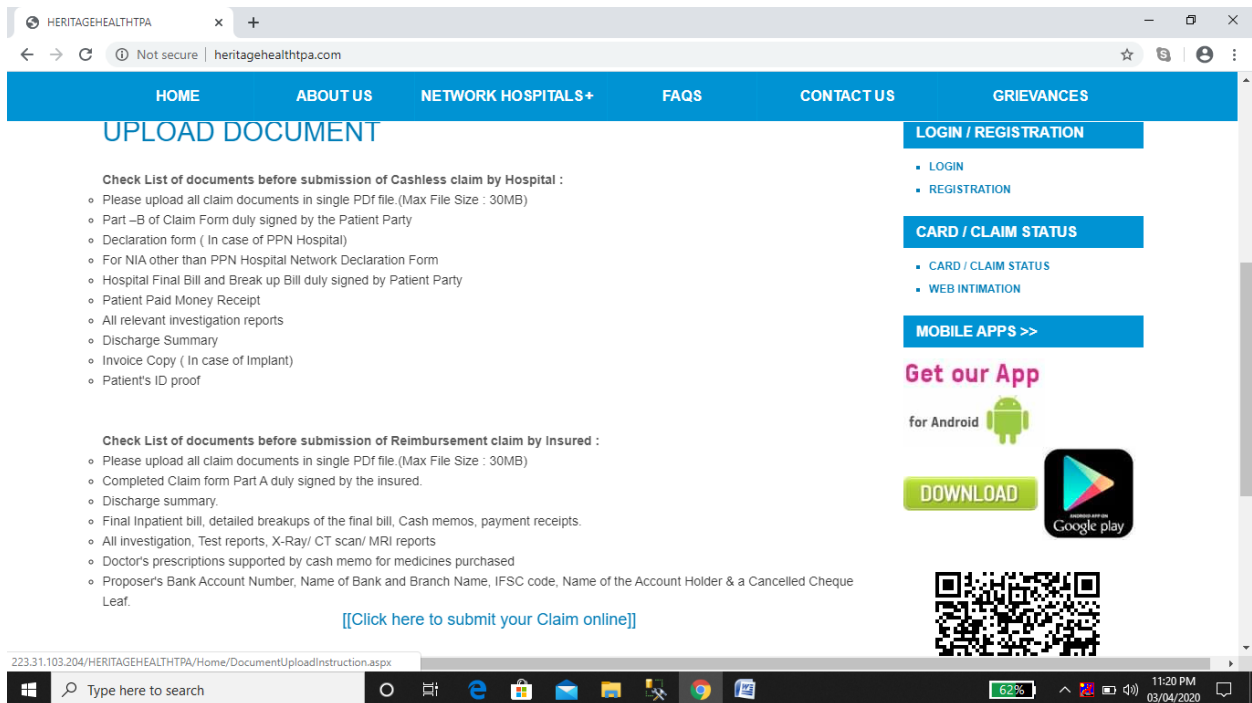 HERITAGEHEALTHTPA
Not secure | heritagehealthtpa.com
HOME ABOUT US NETWORK HOSPITALS+ FAQS CONTACT US GRIEVANCES
UPLOAD DOCUMENT
Check List of documents before submission of Cashless claim by Hospital :
Please upload all claim documents in single PDf file.(Max File Size : 30MB)
Part –B of Claim Form duly signed by the Patient Party
Declaration form ( In case of PPN Hospital)
For NIA other than PPN Hospital Network Declaration Form
Hospital Final Bill and Break up Bill duly signed by Patient Party
Patient Paid Money Receipt
All relevant investigation reports
Discharge Summary
Invoice Copy ( In case of Implant)
Patient's ID proof
Check List of documents before submission of Reimbursement claim by Insured :
Please upload all claim documents in single PDf file.(Max File Size : 30MB)
Completed Claim form Part A duly signed by the insured.
Discharge summary.
Final Inpatient bill, detailed breakups of the final bill, Cash memos, payment receipts.
All investigation, Test reports, X-Ray/ CT scan/ MRI reports
Doctor's prescriptions supported by cash memo for medicines purchased
Proposer's Bank Account Number, Name of Bank and Branch Name, IFSC code, Name of the Account Holder & a Cancelled Cheque
Leaf.
[[Click here to submit your Claim online]]
LOGIN / REGISTRATION
LOGIN
REGISTRATION
CARD / CLAIM STATUS
CARD / CLAIM STATUS
WEB INTIMATION
MOBILE APPS >>
Get our App
for Android
DOWNLOAD
ANDROID APP ON
Google play
223.31.103.204/HERITAGEHEALTHTPA/Home/DocumentUploadInstruction.aspx
Type here to search
62%
11:20 PM
03/04/2020